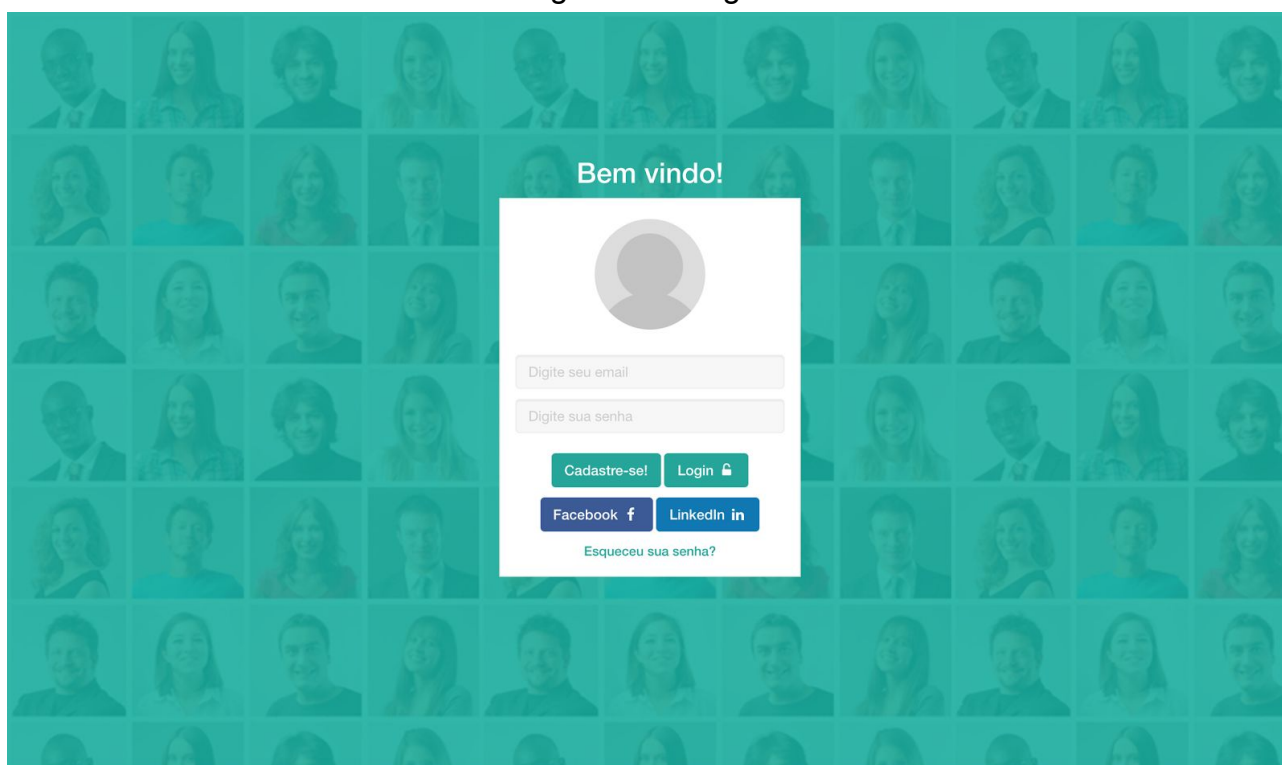 Bem vindo!
Digite seu email
Digite sua senha
Cadastre-se! Login
Facebook f LinkedIn in
Esqueceu sua senha?